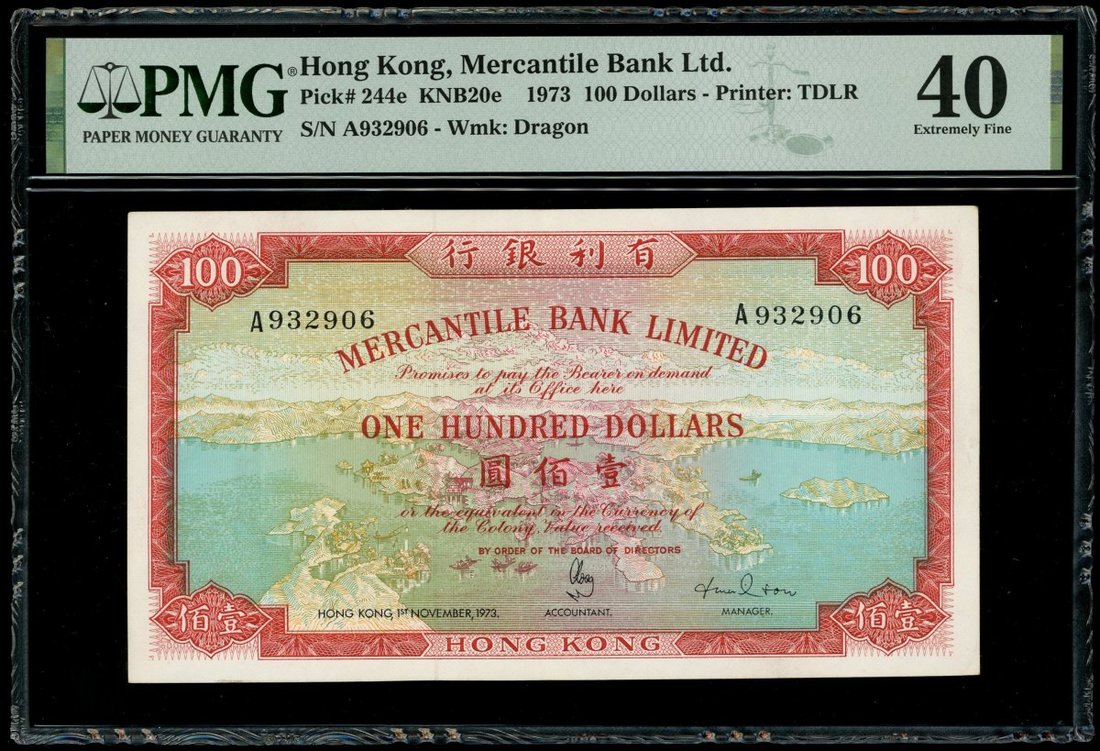 PMG®
PAPER MONEY GUARANTY
Hong Kong, Mercantile Bank Ltd.
Pick# 244e KNB20e 1973 100 Dollars - Printer: TDLR
S/N A932906 - Wmk: Dragon
40
Extremely Fine
行銀利有
100
100
A932906
A932906
MERCANTILE BANK LIMITED
Promises to pay the Bearer on demand
at its Office here
ONE HUNDRED DOLLARS
圓佰壹
or the equivalent in the Currency of
the Colony, Value received.
BY ORDER OF THE BOARD OF DIRECTORS
HONG KONG, 1ST NOVEMBER, 1973.
ACCOUNTANT.
MANAGER.
佰壹
佰壹
HONG KONG